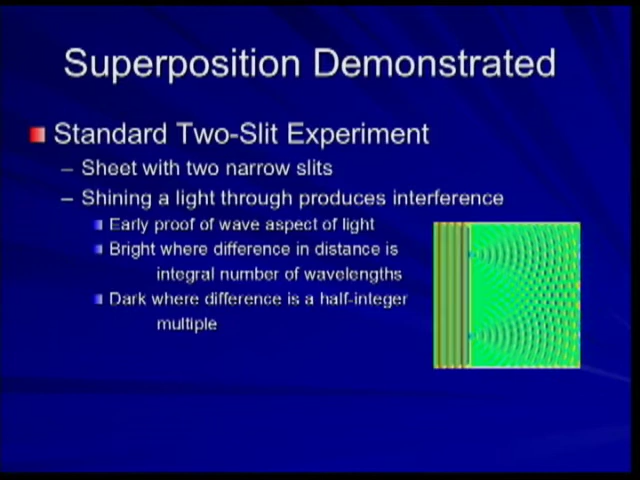 Superposition Demonstrated
Standard Two-Slit Experiment
– Sheet with two narrow slits
– Shining a light through produces interference
Early proof of wave aspect of light
Bright where difference in distance is
integral number of wavelengths
Dark where difference is a half-integer
multiple